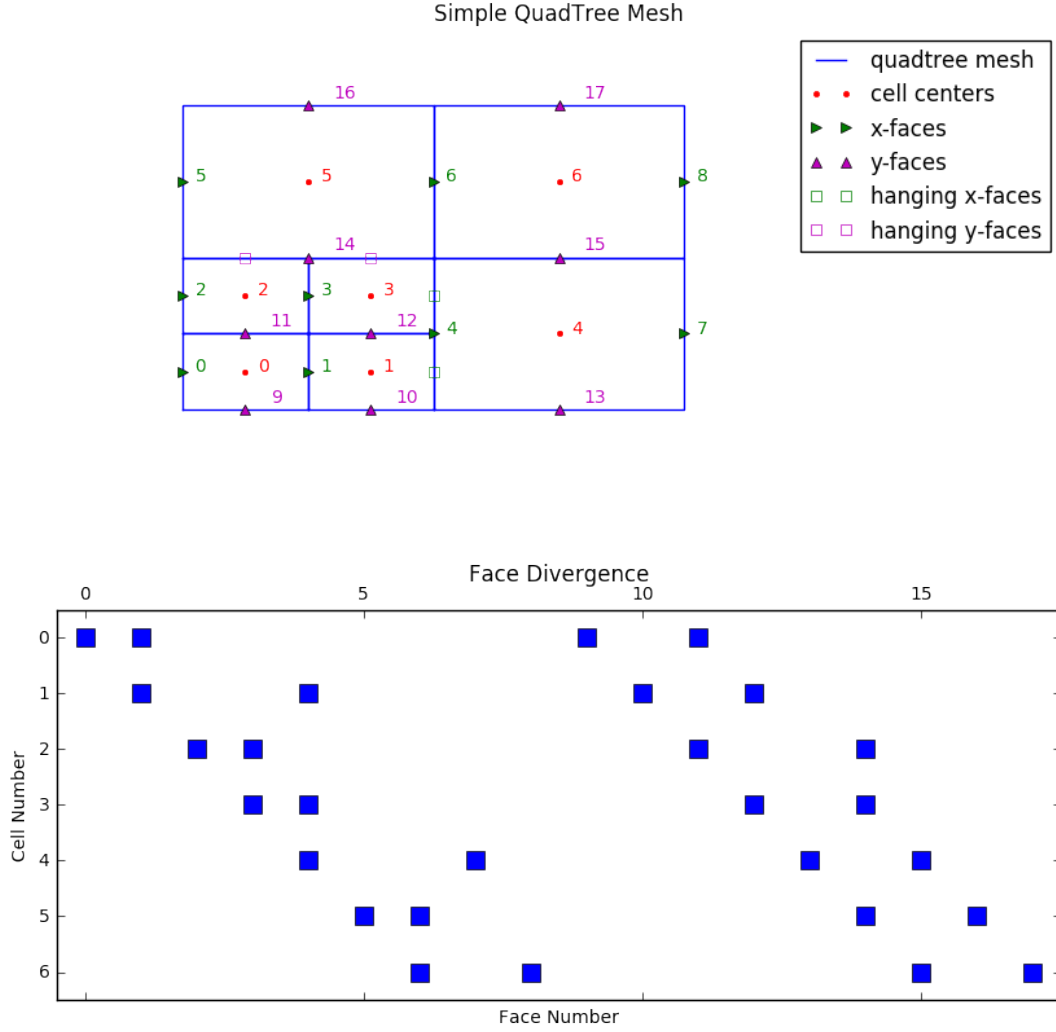 Simple QuadTree Mesh
quadtree mesh
cell centers
x-faces
y-faces
hanging x-faces
hanging y-faces
16 17
5 5 6 6 8
14 15
2 2 3 3
11 12 4 4 7
0 0 1 1
9 10 13
Face Divergence
0 5 10 15
0
1
2
3
4
5
6
Cell Number
Face Number